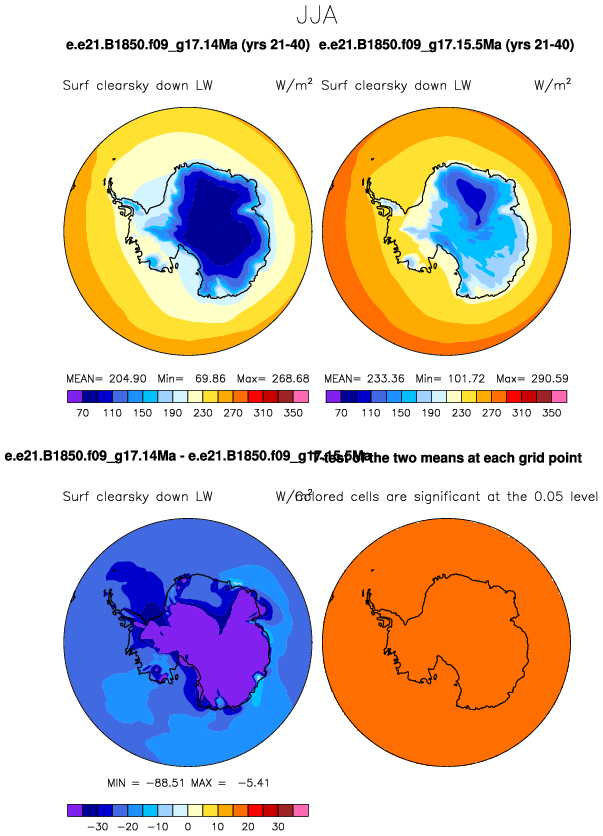 JJA
e.e21.B1850.f09_g17.14Ma (yrs 21-40) e.e21.B1850.f09_g17.15.5Ma (yrs 21-40)
Surf clearsky down LW W/m² Surf clearsky down LW W/m²
MEAN= 204.90 Min= 69.86 Max= 268.68 MEAN= 233.36 Min= 101.72 Max= 290.59
70 110 150 190 230 270 310 350 70 110 150 190 230 270 310 350
e.e21.B1850.f09_g17.14Ma - e.e21.B1850.f09_g17.15.5Ma T-test of the two means at each grid point
Surf clearsky down LW W/m² Colored cells are significant at the 0.05 level
MIN = -88.51 MAX = -5.41
-30 -20 -10 0 10 20 30